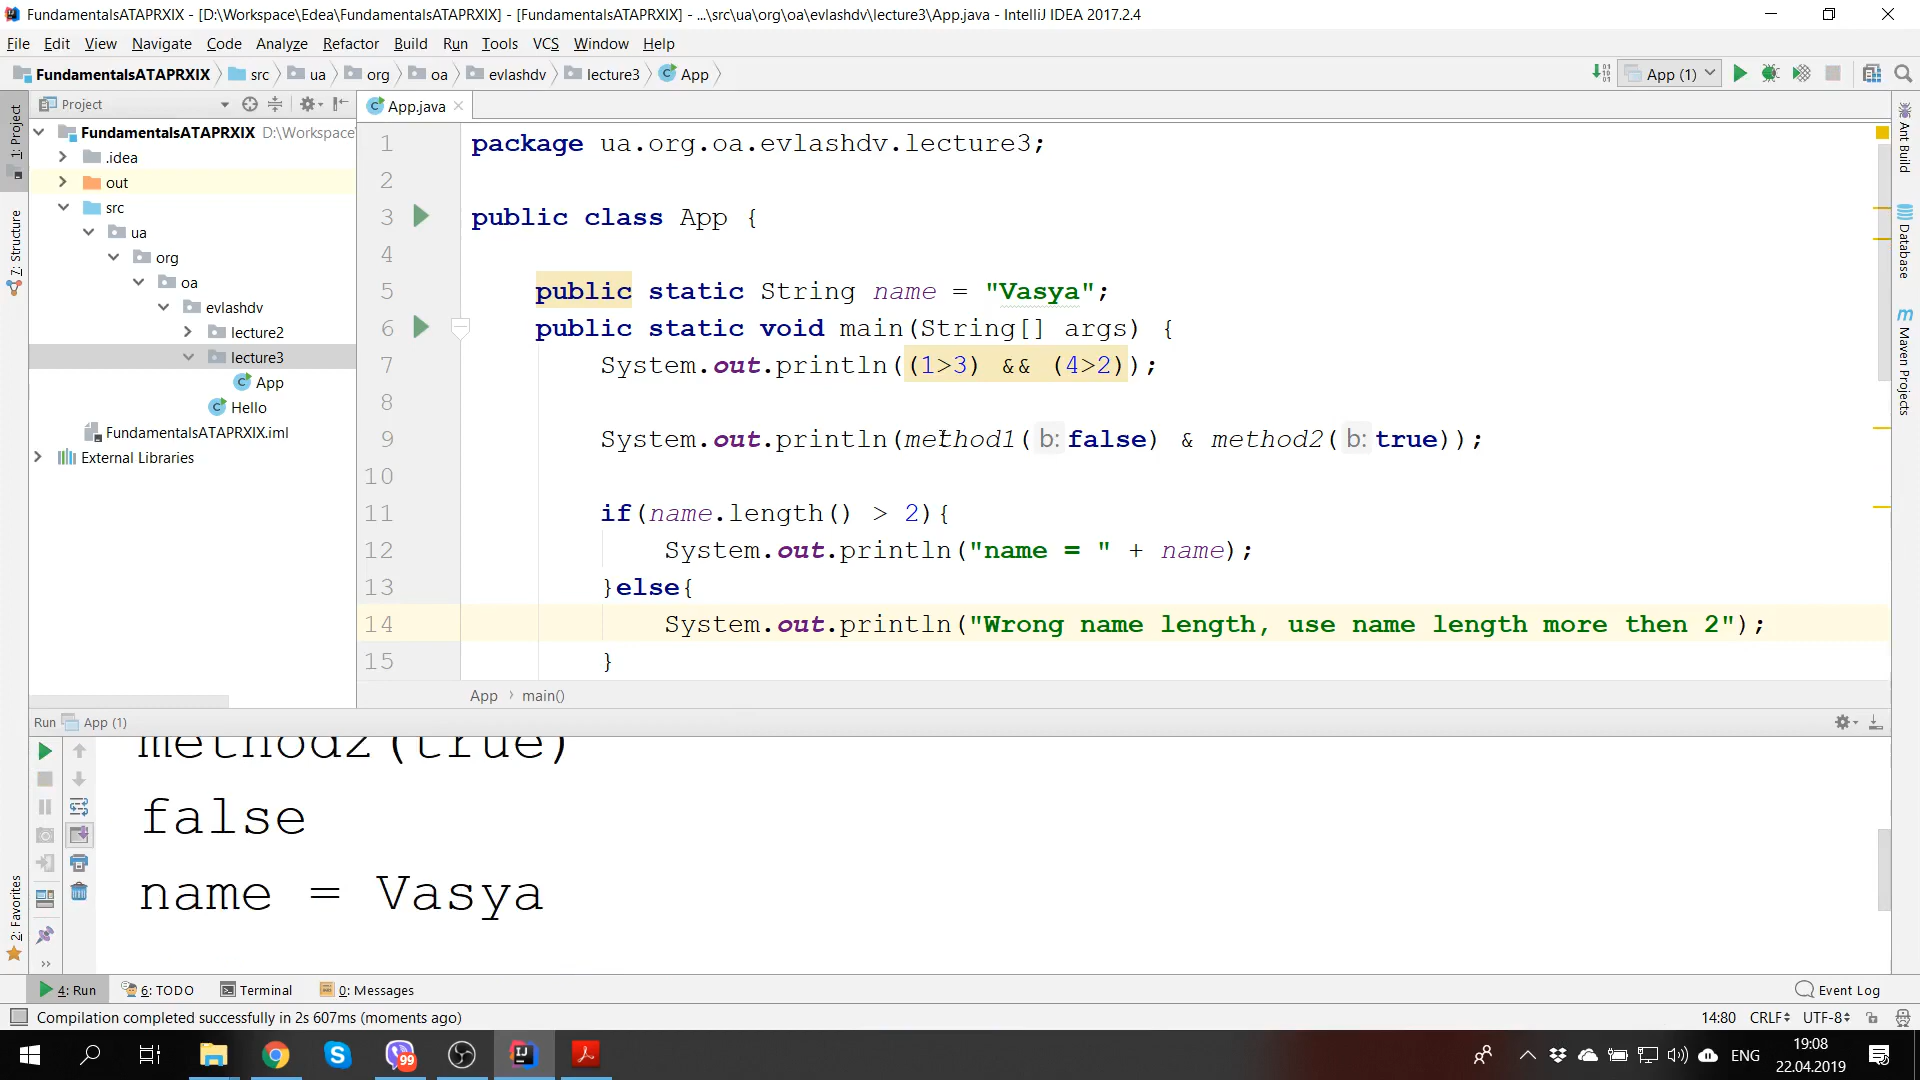 FundamentalsATAPRXIX - [D:\Workspace\Edea\FundamentalsATAPRXIX] - [FundamentalsATAPRXIX] - ...\src\ua\org\oa\evlashdv\lecture3\App.java - IntelliJ IDEA 2017.2.4
File Edit View Navigate Code Analyze Refactor Build Run Tools VCS Window Help
FundamentalsATAPRXIX src ua org oa evlashdv lecture3 App
App (1)
Project
App.java
1: Project
7: Structure
2: Favorites
FundamentalsATAPRXIX D:\Workspace
.idea
out
src
ua
org
oa
evlashdv
lecture2
lecture3
App
Hello
FundamentalsATAPRXIX.iml
External Libraries
1 package ua.org.oa.evlashdv.lecture3;
2
3 public class App {
4
5 public static String name = "Vasya";
6 public static void main(String[] args) {
7 System.out.println((1>3) && (4>2));
8
9 System.out.println(method1( b: false) & method2( b: true));
10
11 if(name.length() > 2){
12 System.out.println("name = " + name);
13 }else{
14 System.out.println("Wrong name length, use name length more then 2");
15 }
App > main()
Ant Build
Database
m Maven Projects
Run App (1)
method2(true)
false
name = Vasya
4: Run 6: TODO Terminal 0: Messages Event Log
Compilation completed successfully in 2s 607ms (moments ago) 14:80 CRLF UTF-8
99
ENG
19:08
22.04.2019